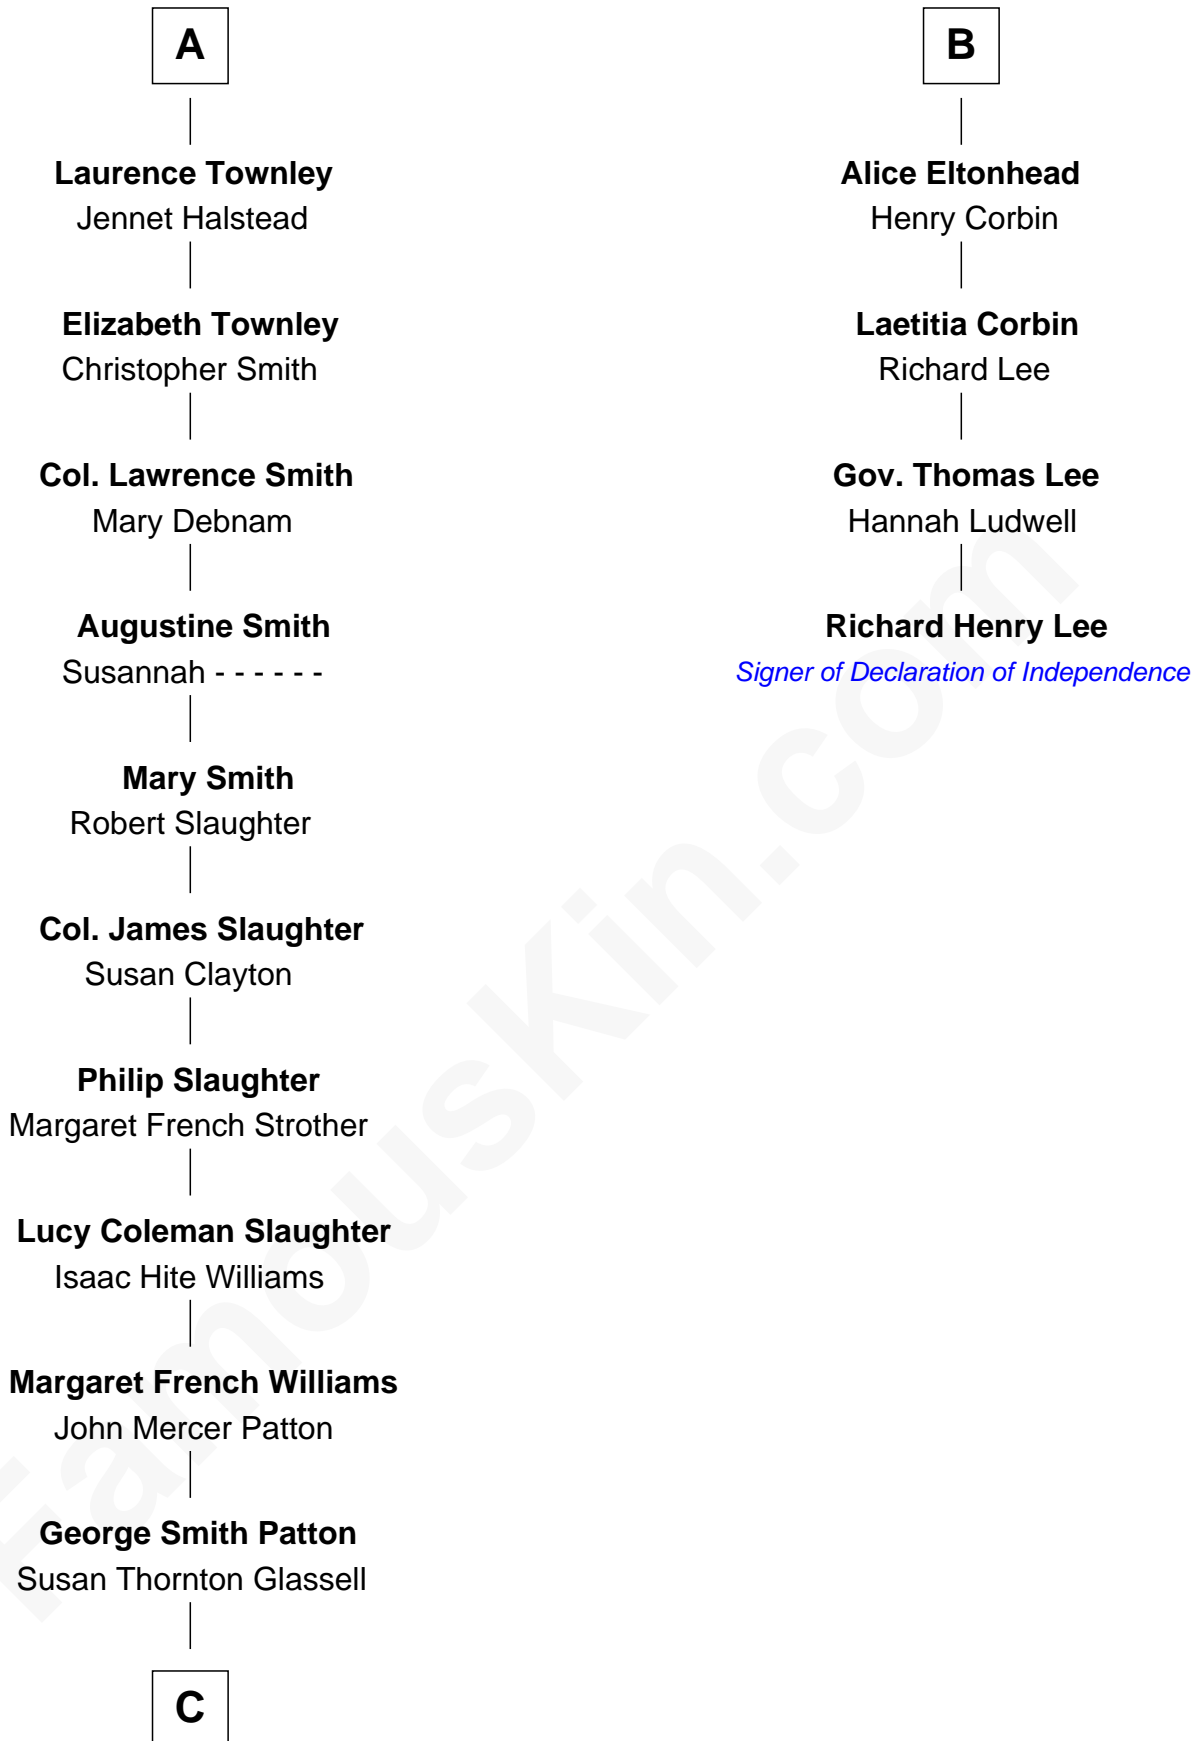 A
Laurence Townley
Jennet Halstead
Elizabeth Townley
Christopher Smith
Col. Lawrence Smith
Mary Debnam
Augustine Smith
Susannah - - - - - -
Mary Smith
Robert Slaughter
Col. James Slaughter
Susan Clayton
Philip Slaughter
Margaret French Strother
Lucy Coleman Slaughter
Isaac Hite Williams
Margaret French Williams
John Mercer Patton
George Smith Patton
Susan Thornton Glassell
C
B
Alice Eltonhead
Henry Corbin
Laetitia Corbin
Richard Lee
Gov. Thomas Lee
Hannah Ludwell
Richard Henry Lee
Signer of Declaration of Independence
FamousKin.com